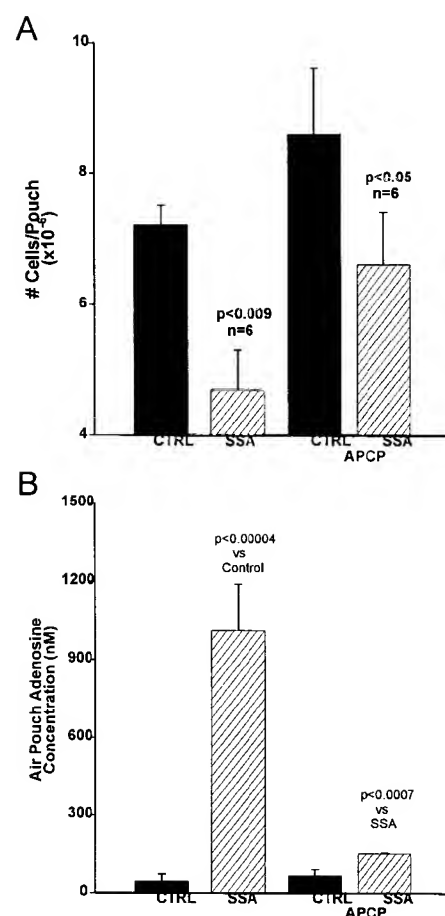 A
10
8
6
4
# Cells/Pouch
(x10⁻⁶)
p<0.009
n=6
p<0.05
n=6
CTRL SSA CTRL SSA
APCP
B
1500
1200
900
600
300
0
Air Pouch Adenosine
Concentration (nM)
p<0.00004
vs
Control
p<0.0007
vs
SSA
CTRL SSA CTRL SSA
APCP